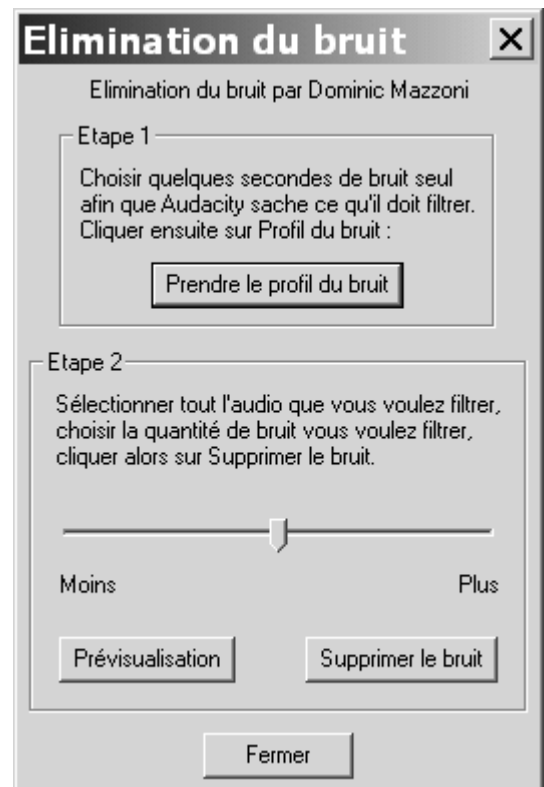 Elimination du bruit
Elimination du bruit par Dominic Mazzoni
Etape 1
Choisir quelques secondes de bruit seul
afin que Audacity sache ce qu'il doit filtrer.
Cliquer ensuite sur Profil du bruit :
Prendre le profil du bruit
Etape 2
Sélectionner tout l'audio que vous voulez filtrer,
choisir la quantité de bruit vous voulez filtrer,
cliquer alors sur Supprimer le bruit.
Moins Plus
Prévisualisation Supprimer le bruit
Fermer